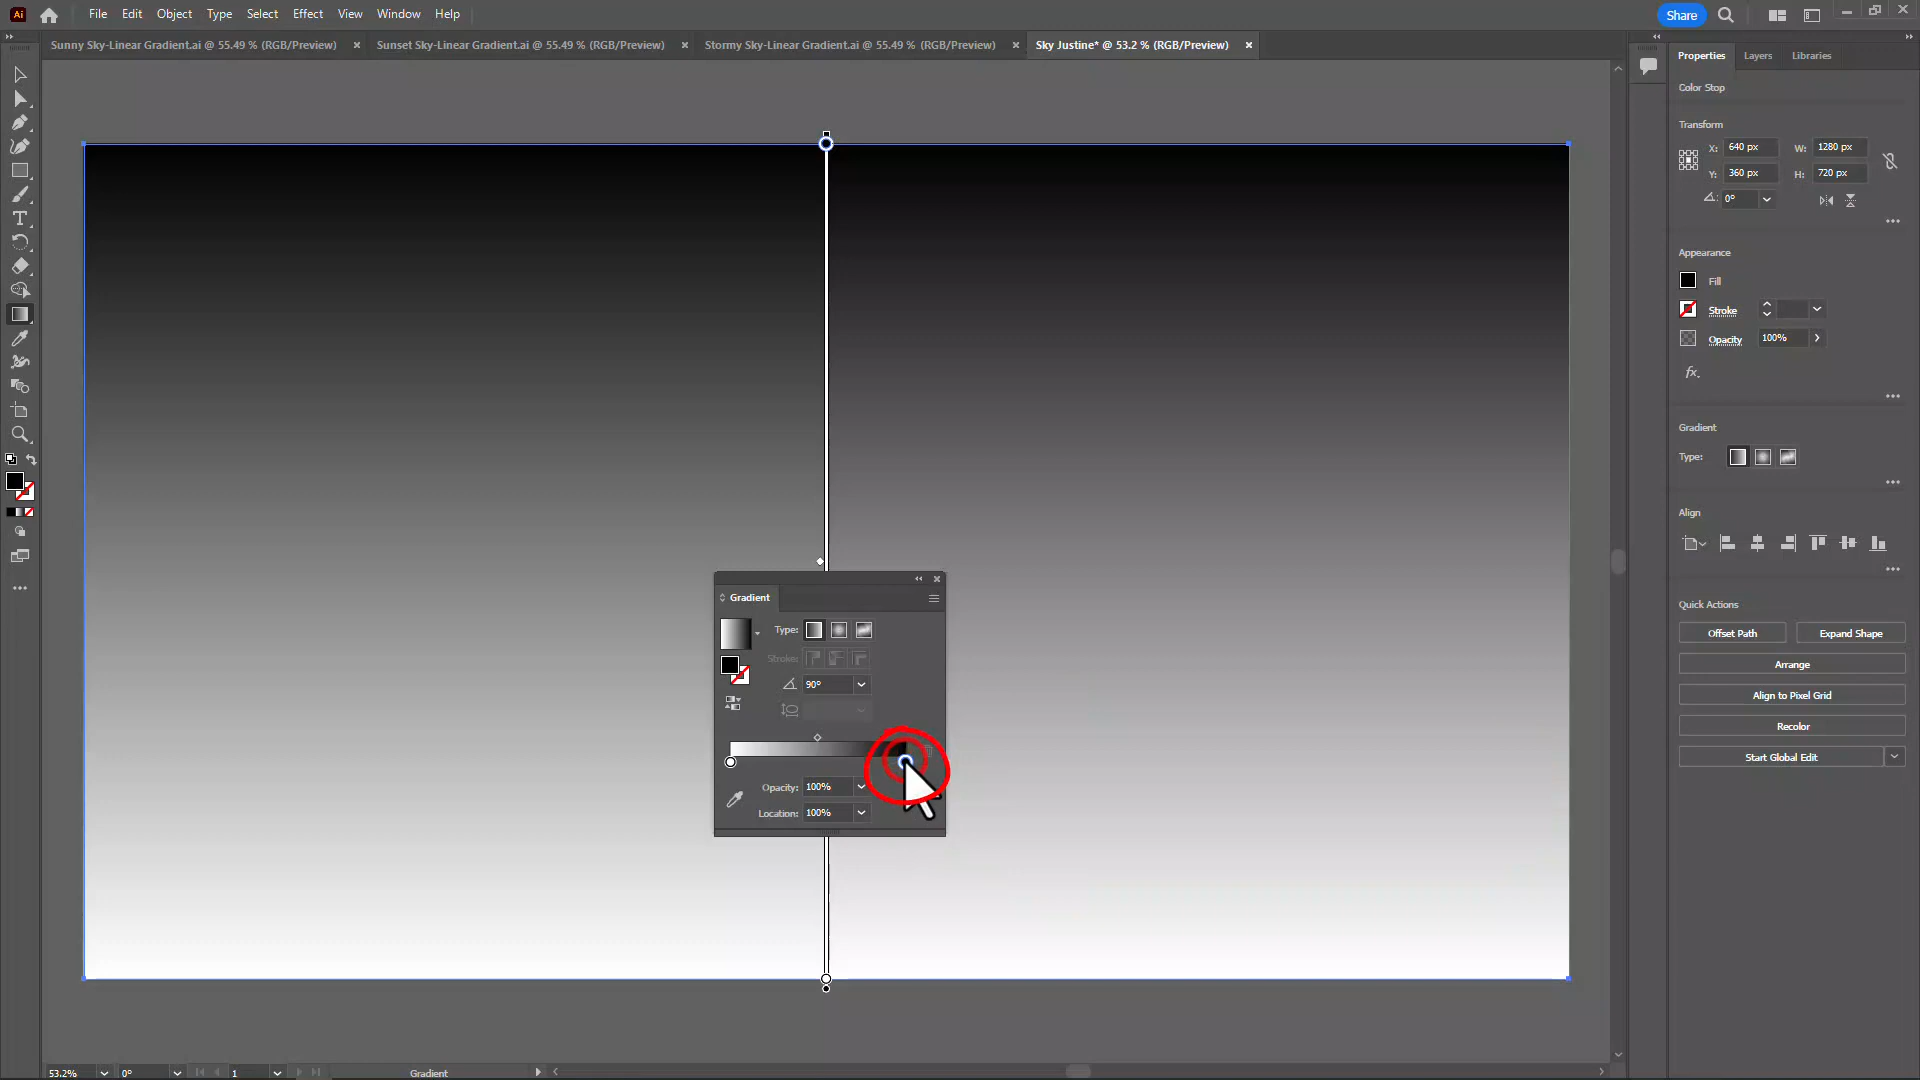 Ai
File Edit Object Type Select Effect View Window Help
Share
Sunny Sky-Linear Gradient.ai @ 55.49 % (RGB/Preview)
Sunset Sky-Linear Gradient.ai @ 55.49 % (RGB/Preview)
Stormy Sky-Linear Gradient.ai @ 55.49 % (RGB/Preview)
Sky Justine* @ 53.2 % (RGB/Preview)
Properties Layers Libraries
Color Stop
Transform
X: 640 px W: 1280 px
Y: 360 px H: 720 px
0°
Appearance
Fill
Stroke
Opacity 100%
fx.
Gradient
Type:
Align
Quick Actions
Offset Path Expand Shape
Arrange
Align to Pixel Grid
Recolor
Start Global Edit
Gradient
Type:
Stroke:
90°
Opacity: 100%
Location: 100%
53.2% 0° 1 Gradient